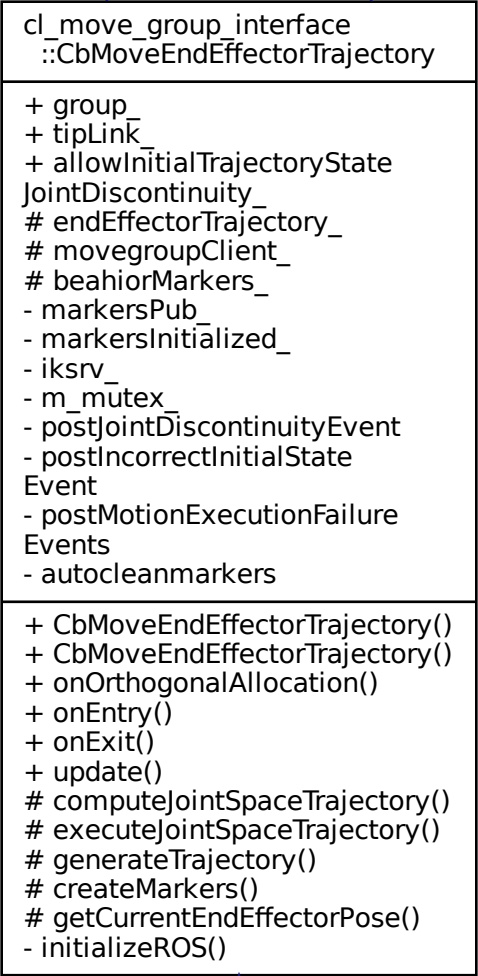 cl_move_group_interface
::CbMoveEndEffectorTrajectory
+ group_
+ tipLink_
+ allowInitialTrajectoryState
JointDiscontinuity_
# endEffectorTrajectory_
# movegroupClient_
# beahiorMarkers_
- markersPub_
- markersInitialized_
- iksrv_
- m_mutex_
- postJointDiscontinuityEvent
- postIncorrectInitialState
Event
- postMotionExecutionFailure
Events
- autocleanmarkers
+ CbMoveEndEffectorTrajectory()
+ CbMoveEndEffectorTrajectory()
+ onOrthogonalAllocation()
+ onEntry()
+ onExit()
+ update()
# computeJointSpaceTrajectory()
# executeJointSpaceTrajectory()
# generateTrajectory()
# createMarkers()
# getCurrentEndEffectorPose()
- initializeROS()